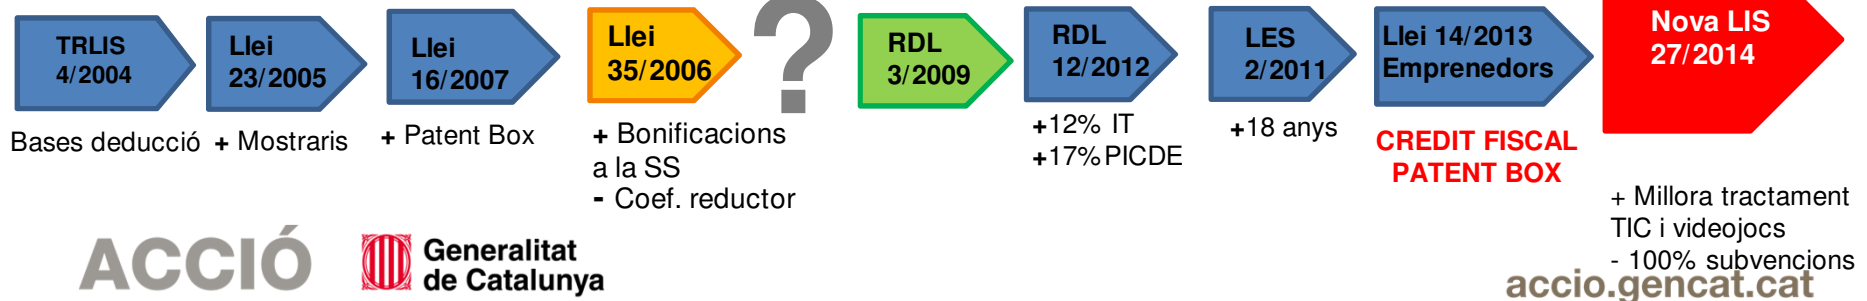 TRLIS
4/2004
Bases deducció
Llei
23/2005
+ Mostraris
Llei
16/2007
+ Patent Box
Llei
35/2006
+ Bonificacions
a la SS
- Coef. reductor
?
RDL
3/2009
RDL
12/2012
+12% IT
+17% PICDE
LES
2/2011
+18 anys
Llei 14/2013
Emprenedors
CREDIT FISCAL
PATENT BOX
Nova LIS
27/2014
+ Millora tractament
TIC i videojocs
- 100% subvencions
ACCIÓ
Generalitat
de Catalunya
accio.gencat.cat